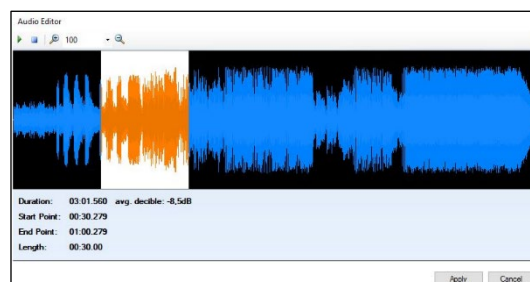 Audio Editor
100
Duration: 03:01.560 avg. decible: -8,5dB
Start Point: 00:30.279
End Point: 01:00.279
Length: 00:30.00
Apply Cancel